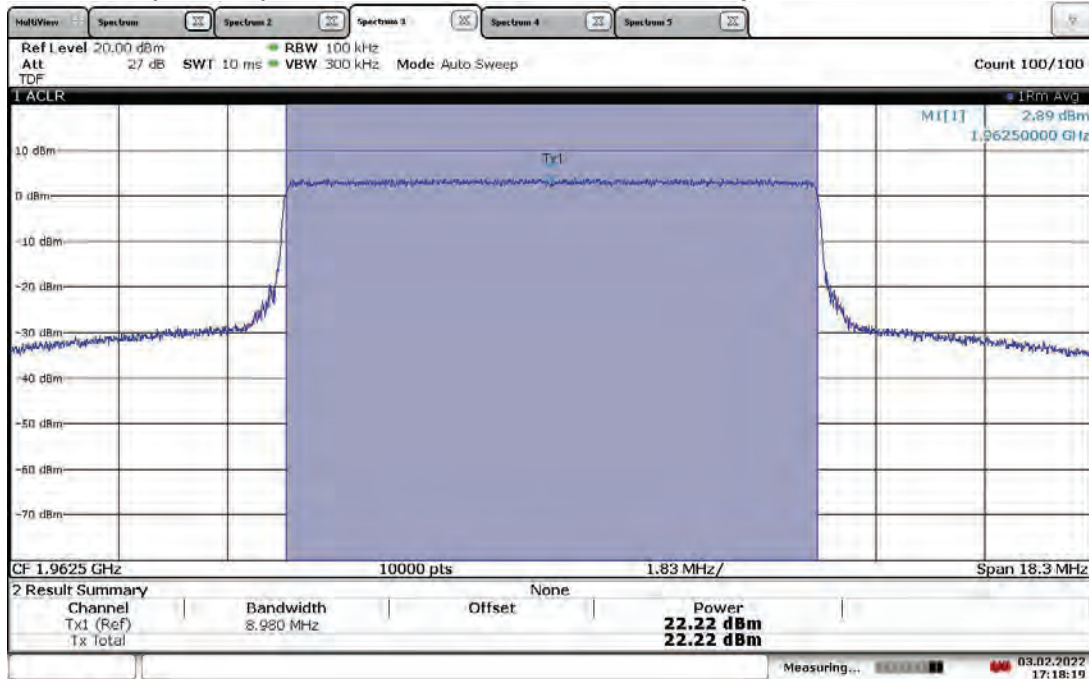 MultiView Spectrum Spectrum 2 Spectrum 3 Spectrum 4 Spectrum 5
Ref Level 20.00 dBm RBW 100 kHz
Att 27 dB SWT 10 ms VBW 300 kHz Mode Auto Sweep Count 100/100
TDF
1 ACLR 1Rm Avg
M1[1] 2.89 dBm
1.96250000 GHz
10 dBm
Tx1
0 dBm
-10 dBm
-20 dBm
-30 dBm
-40 dBm
-50 dBm
-60 dBm
-70 dBm
CF 1.9625 GHz 10000 pts 1.83 MHz/ Span 18.3 MHz
2 Result Summary None
Channel Bandwidth Offset Power
Tx1 (Ref) 8.980 MHz 22.22 dBm
Tx Total 22.22 dBm
Measuring... 03.02.2022
17:18:19